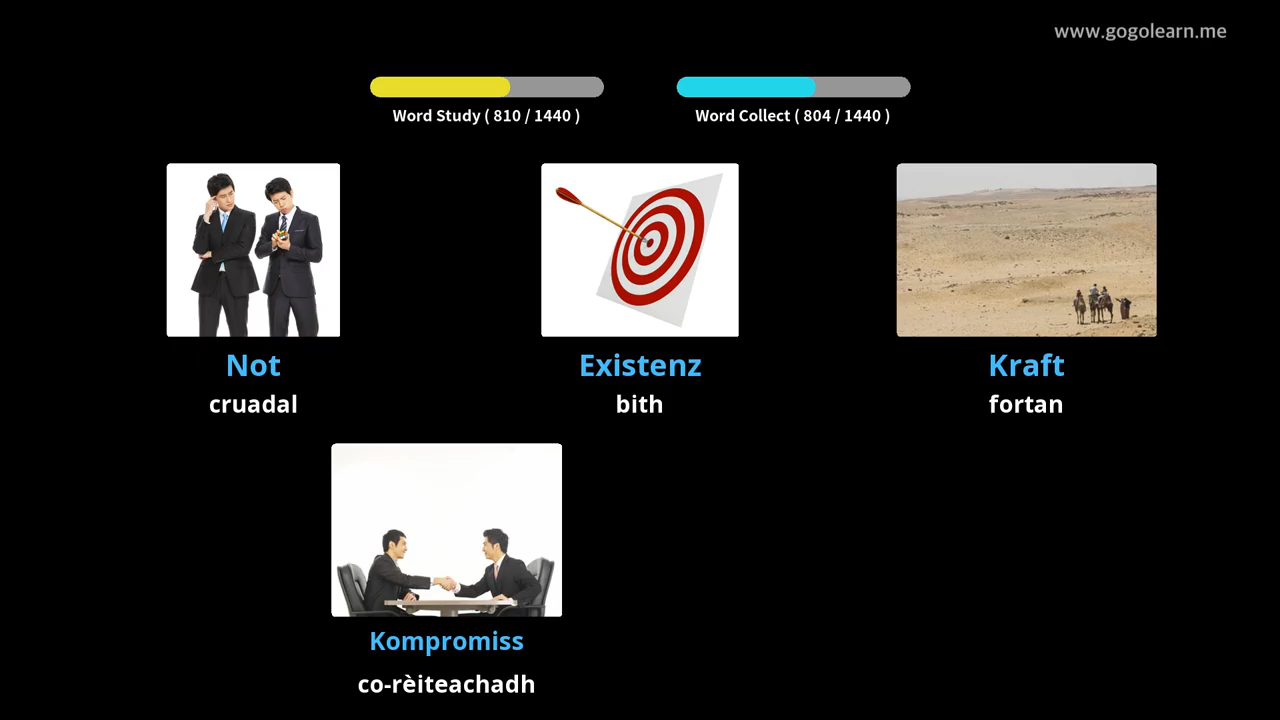 www.gogolearn.me
Word Study ( 810 / 1440 )
Word Collect ( 804 / 1440 )
Not
cruadal
Existenz
bith
Kraft
fortan
Kompromiss
co-rèiteachadh